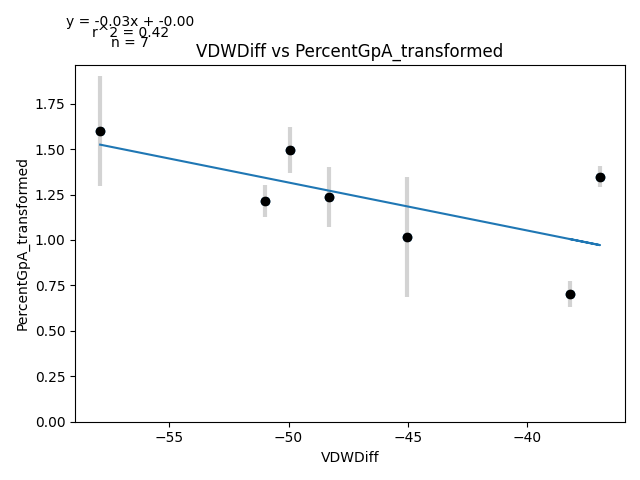 y = -0.03x + -0.00
r^2 = 0.42
n = 7
VDWDiff vs PercentGpA_transformed
PercentGpA_transformed
1.75
1.50
1.25
1.00
0.75
0.50
0.25
0.00
−55
−50
−45
−40
VDWDiff